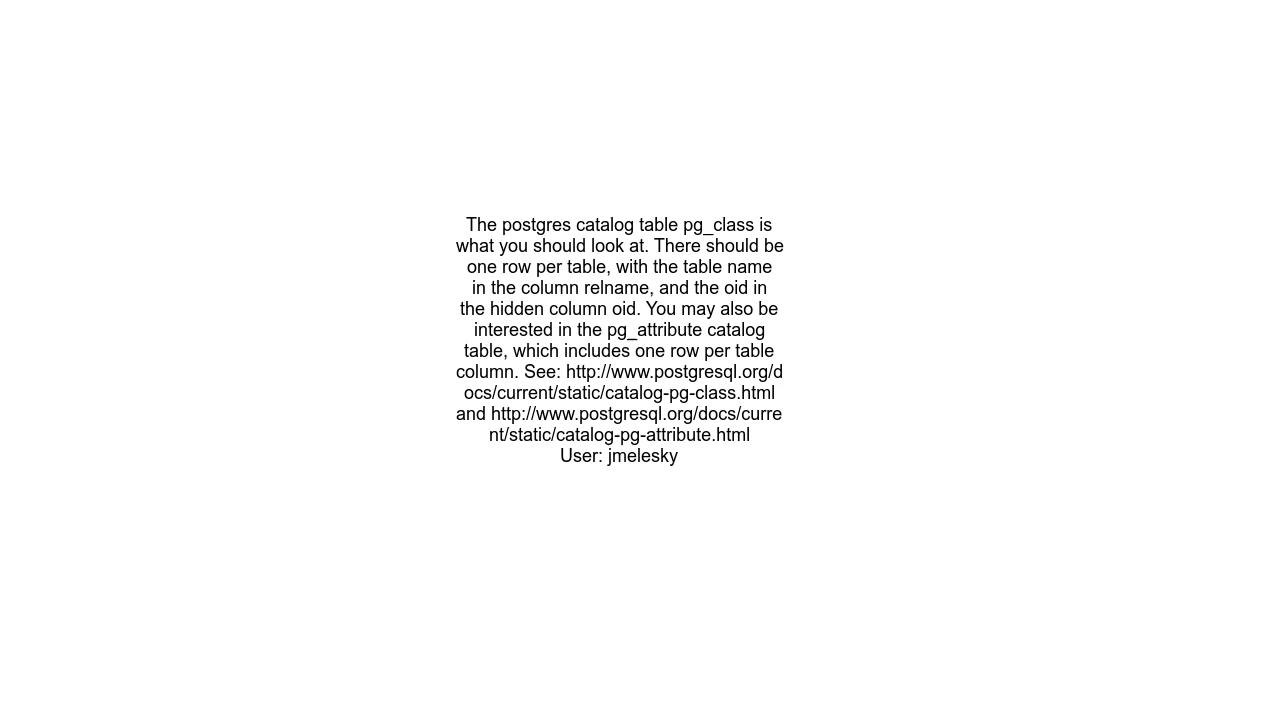 The postgres catalog table pg_class is
what you should look at. There should be
one row per table, with the table name
in the column relname, and the oid in
the hidden column oid. You may also be
interested in the pg_attribute catalog
table, which includes one row per table
column. See: http://www.postgresql.org/d
ocs/current/static/catalog-pg-class.html
and http://www.postgresql.org/docs/curre
nt/static/catalog-pg-attribute.html
User: jmelesky